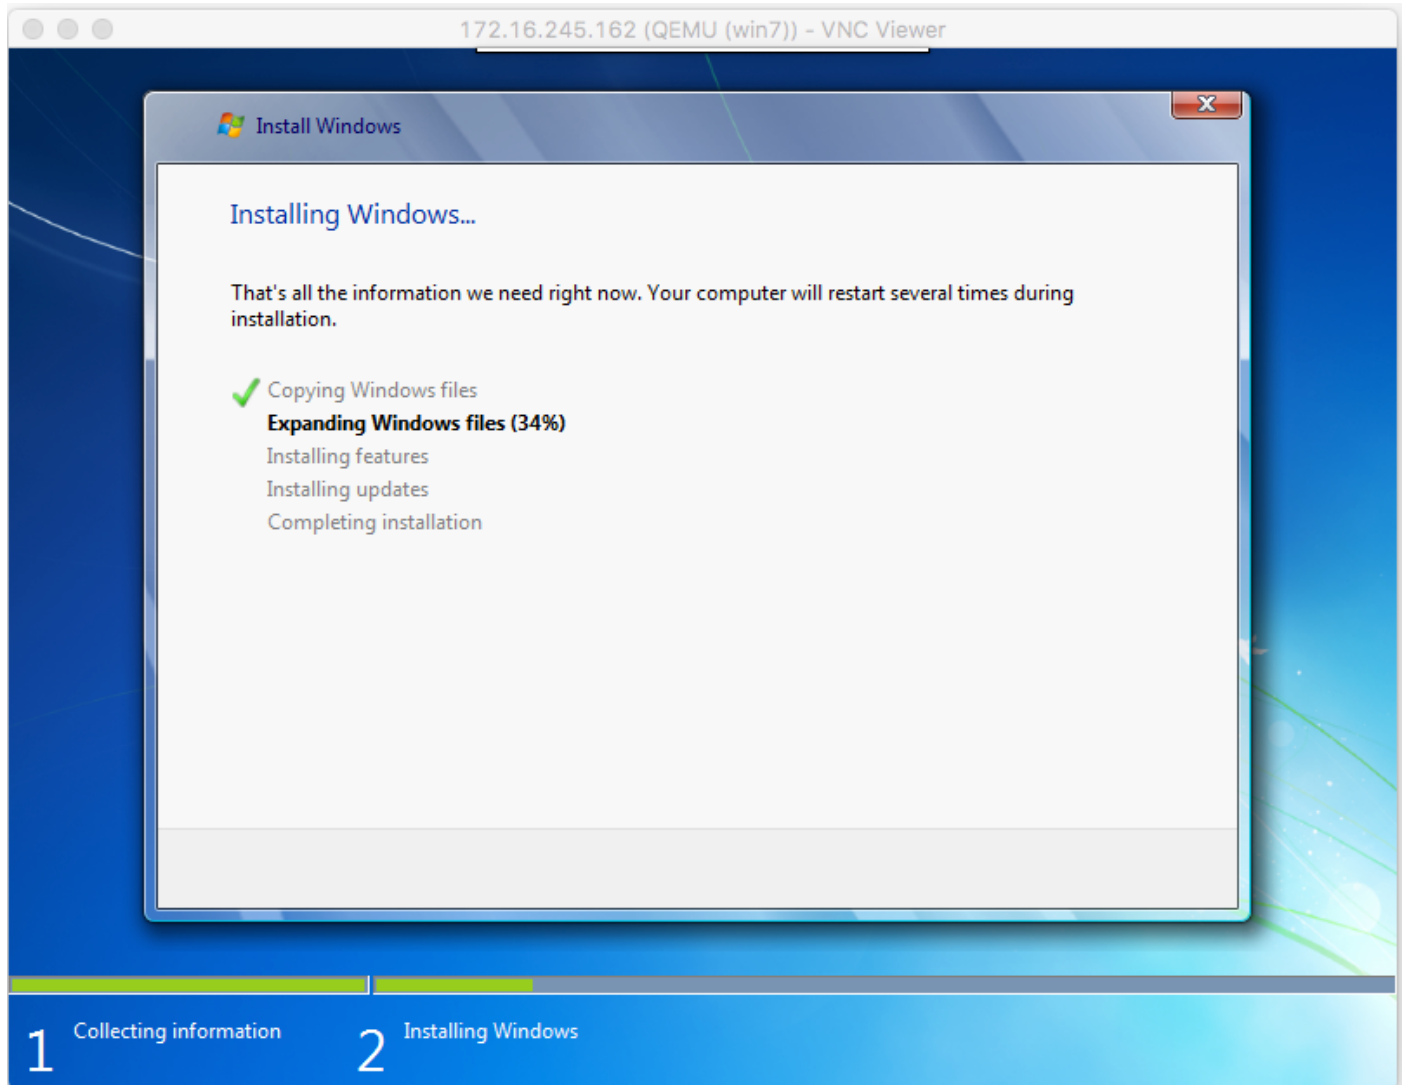 172.16.245.162 (QEMU (win7)) - VNC Viewer
Install Windows
Installing Windows...
That's all the information we need right now. Your computer will restart several times during
installation.
Copying Windows files
Expanding Windows files (34%)
Installing features
Installing updates
Completing installation
1 Collecting information 2 Installing Windows